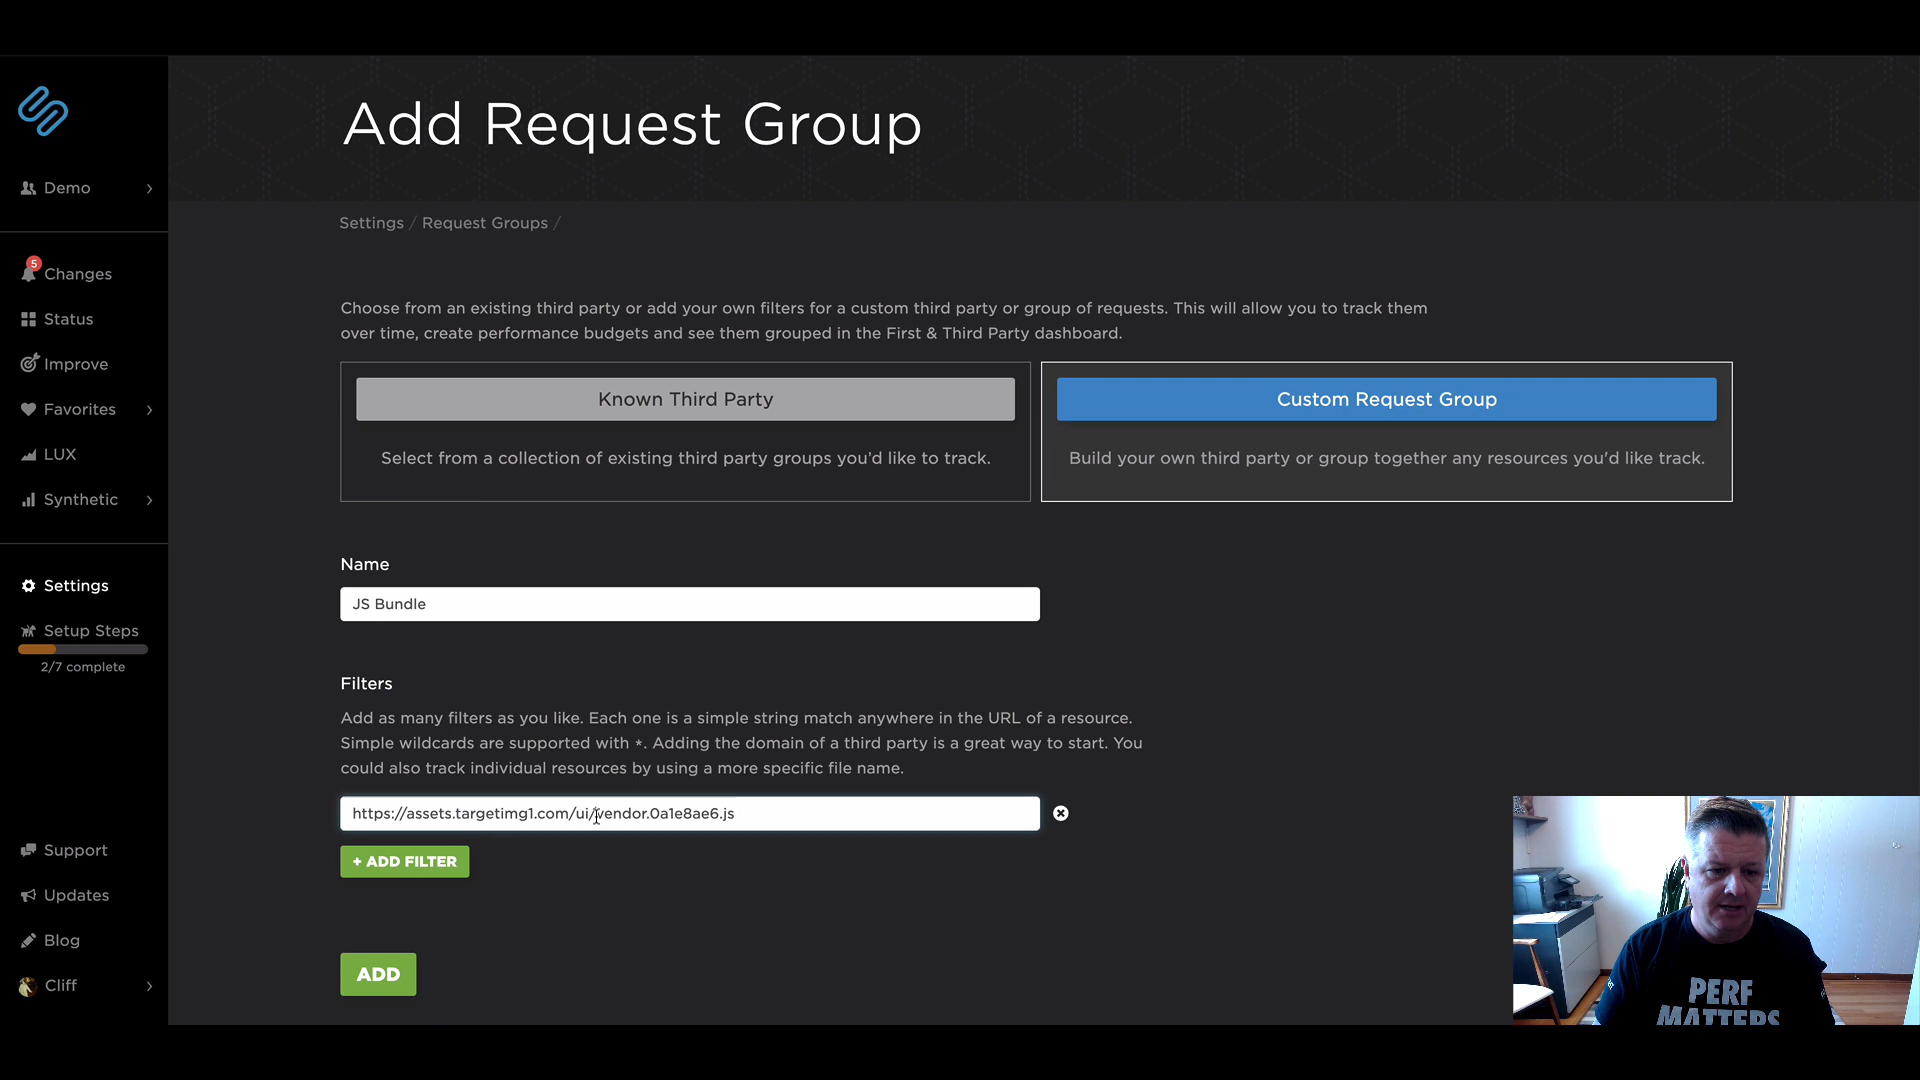 Add Request Group
Demo
Settings / Request Groups /
5
Changes
Status
Improve
Favorites
LUX
Synthetic
Settings
Setup Steps
2/7 complete
Support
Updates
Blog
Cliff
Choose from an existing third party or add your own filters for a custom third party or group of requests. This will allow you to track them
over time, create performance budgets and see them grouped in the First & Third Party dashboard.
Known Third Party
Select from a collection of existing third party groups you'd like to track.
Custom Request Group
Build your own third party or group together any resources you'd like track.
Name
JS Bundle
Filters
Add as many filters as you like. Each one is a simple string match anywhere in the URL of a resource.
Simple wildcards are supported with *. Adding the domain of a third party is a great way to start. You
could also track individual resources by using a more specific file name.
https://assets.targetimg1.com/ui/vendor.0a1e8ae6.js
+ ADD FILTER
ADD
PERF
MATTERS